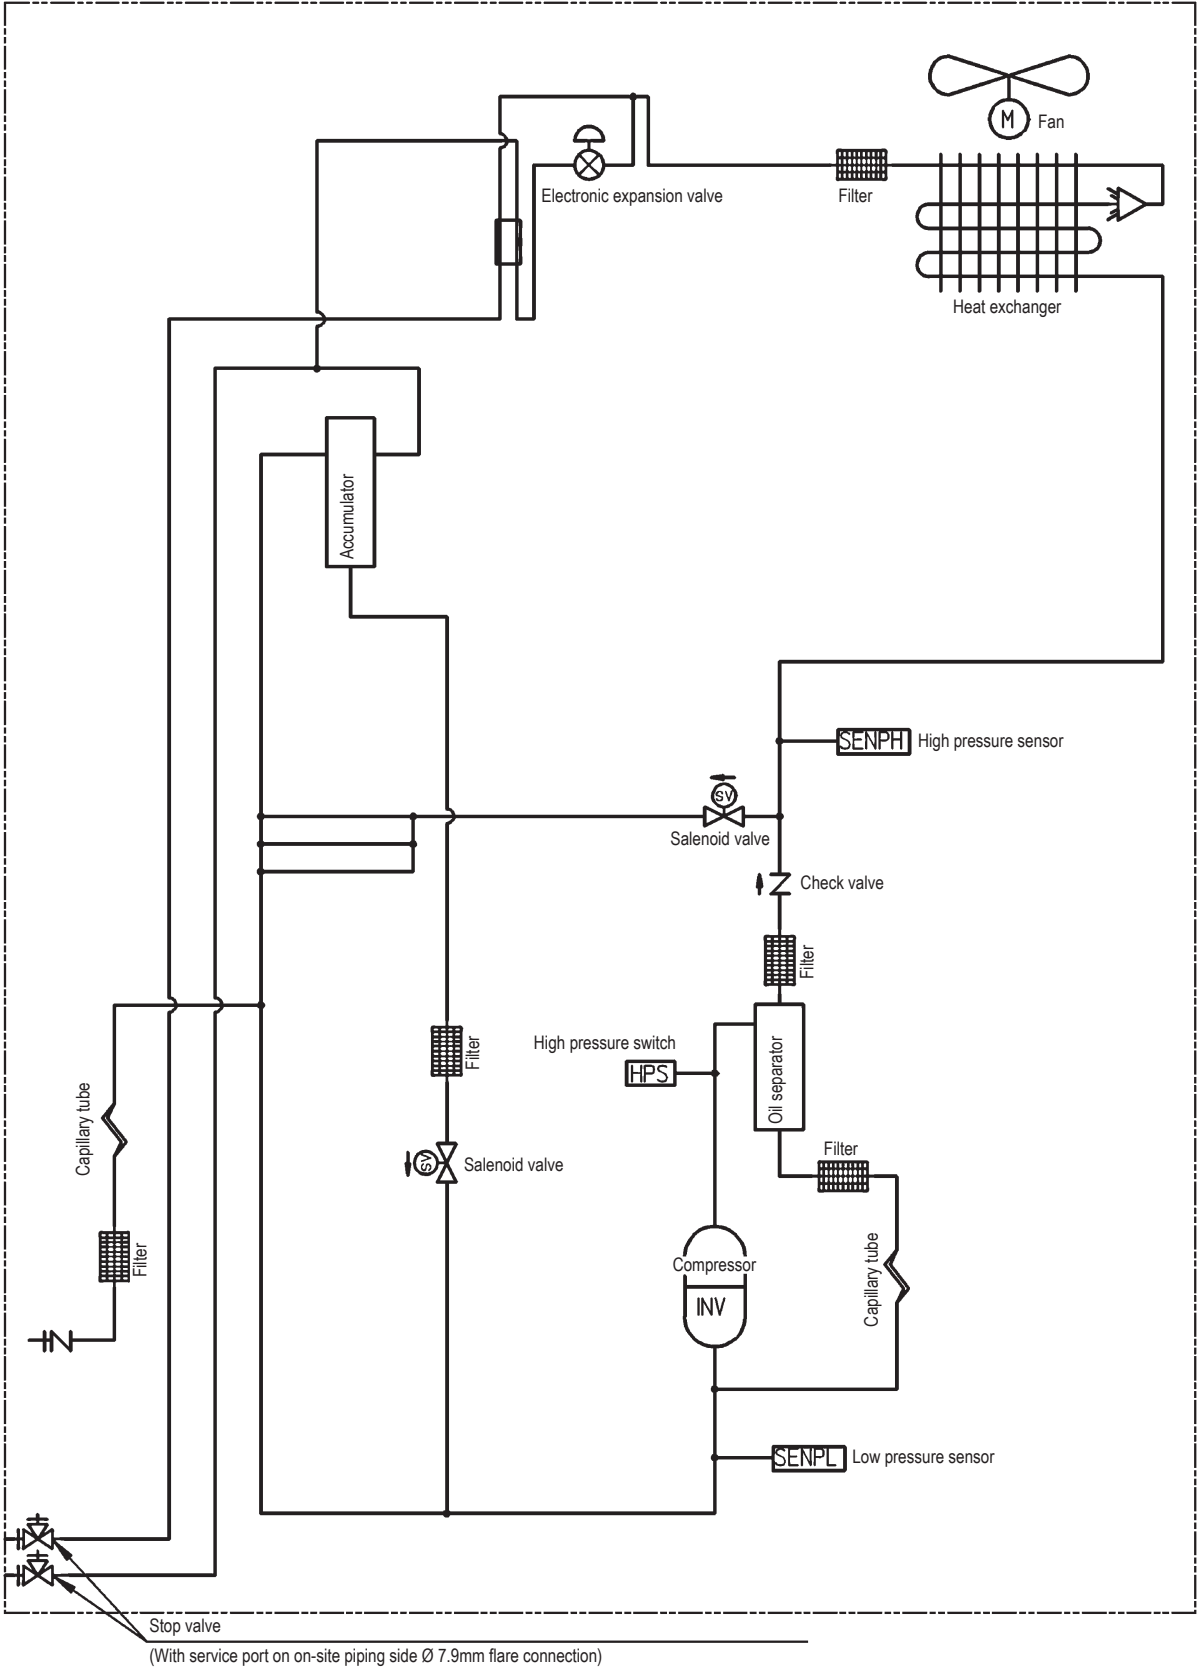 M
Fan
Electronic expansion valve
Filter
Heat exchanger
Accumulator
SENPH
High pressure sensor
SV
Salenoid valve
Check valve
Filter
High pressure switch
HPS
Oil separator
Filter
Capillary tube
SV
Salenoid valve
Filter
Filter
Compressor
INV
Capillary tube
SENPL
Low pressure sensor
Stop valve
(With service port on on-site piping side Ø 7.9mm flare connection)